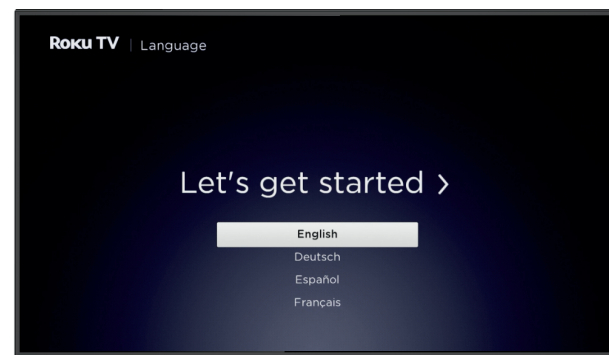 Roku TV | Language
Let's get started >
English
Deutsch
Español
Français